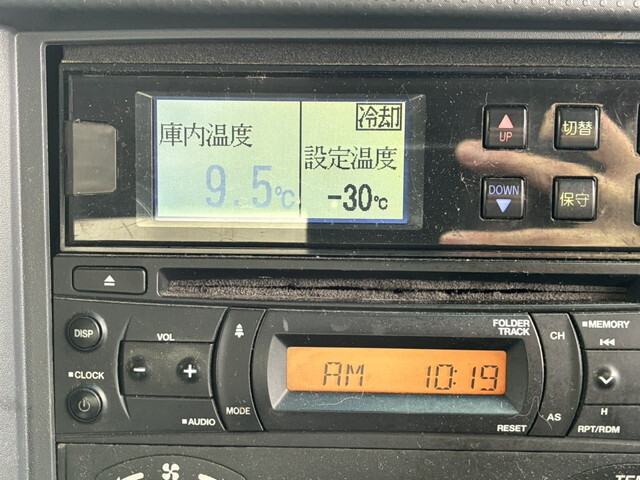 冷却
庫内温度
設定温度
9.5℃
-30℃
UP
切替
DOWN
保守
DISP
VOL
FOLDER
TRACK
CH
■MEMORY
■CLOCK
AM 10:19
MODE
■AUDIO
RESET
AS
H
RPT/RDM